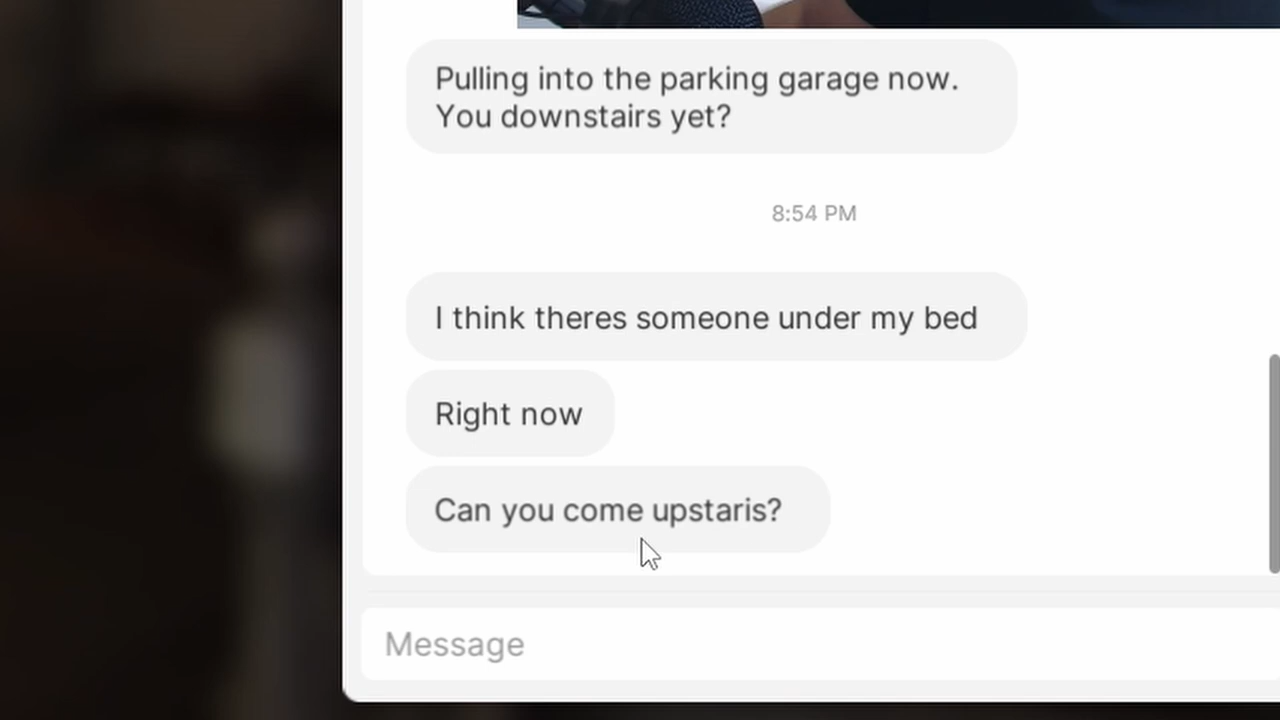 Pulling into the parking garage now.
You downstairs yet?
8:54 PM
I think theres someone under my bed
Right now
Can you come upstaris?
Message